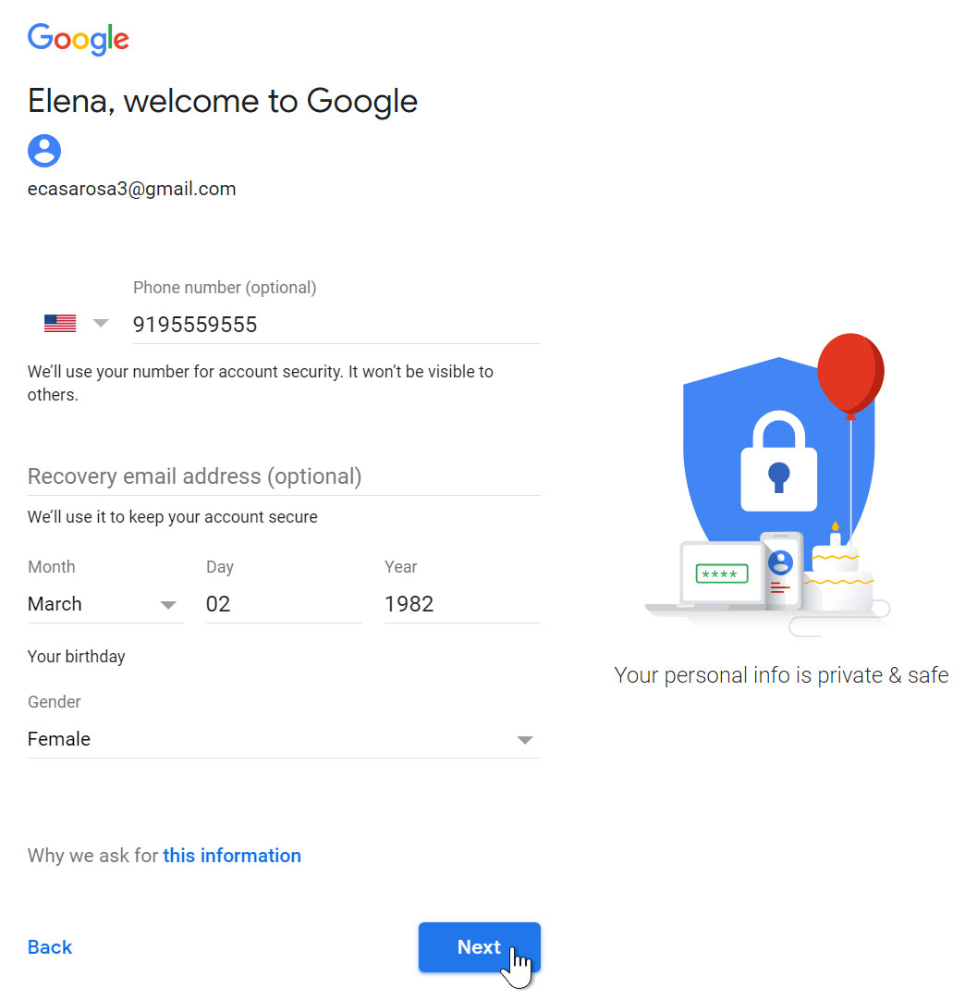 Google
Elena, welcome to Google
ecasarosa3@gmail.com
Phone number (optional)
9195559555
We'll use your number for account security. It won't be visible to
others.
Recovery email address (optional)
We'll use it to keep your account secure
Month Day Year
March 02 1982
Your birthday
Gender
Female
****
Your personal info is private & safe
Why we ask for this information
Back Next